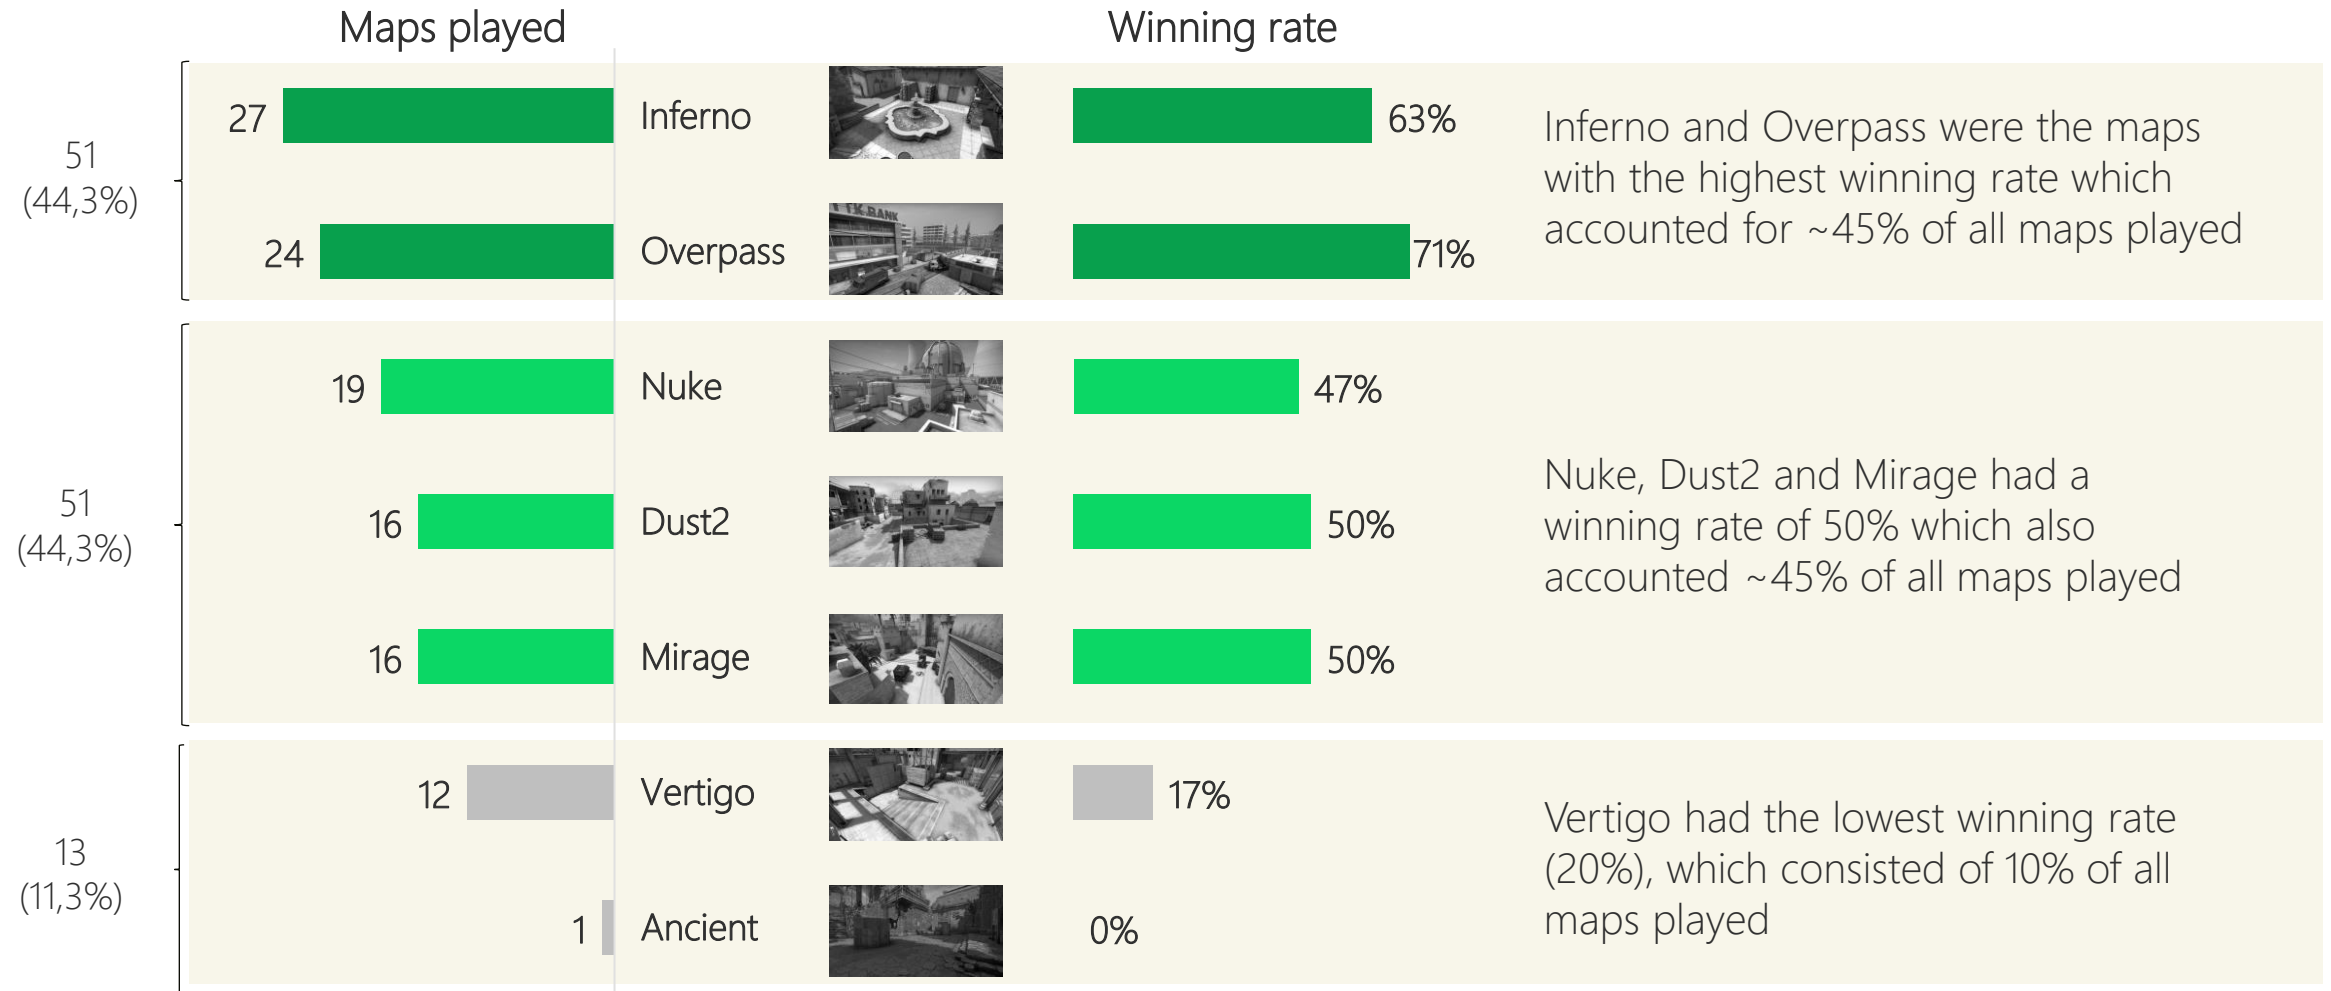 Maps played
Winning rate
51
(44,3%)
27
Inferno
63%
24
Overpass
71%
Inferno and Overpass were the maps
with the highest winning rate which
accounted for ~45% of all maps played
51
(44,3%)
19
Nuke
47%
16
Dust2
50%
16
Mirage
50%
Nuke, Dust2 and Mirage had a
winning rate of 50% which also
accounted ~45% of all maps played
13
(11,3%)
12
Vertigo
17%
1
Ancient
0%
Vertigo had the lowest winning rate
(20%), which consisted of 10% of all
maps played